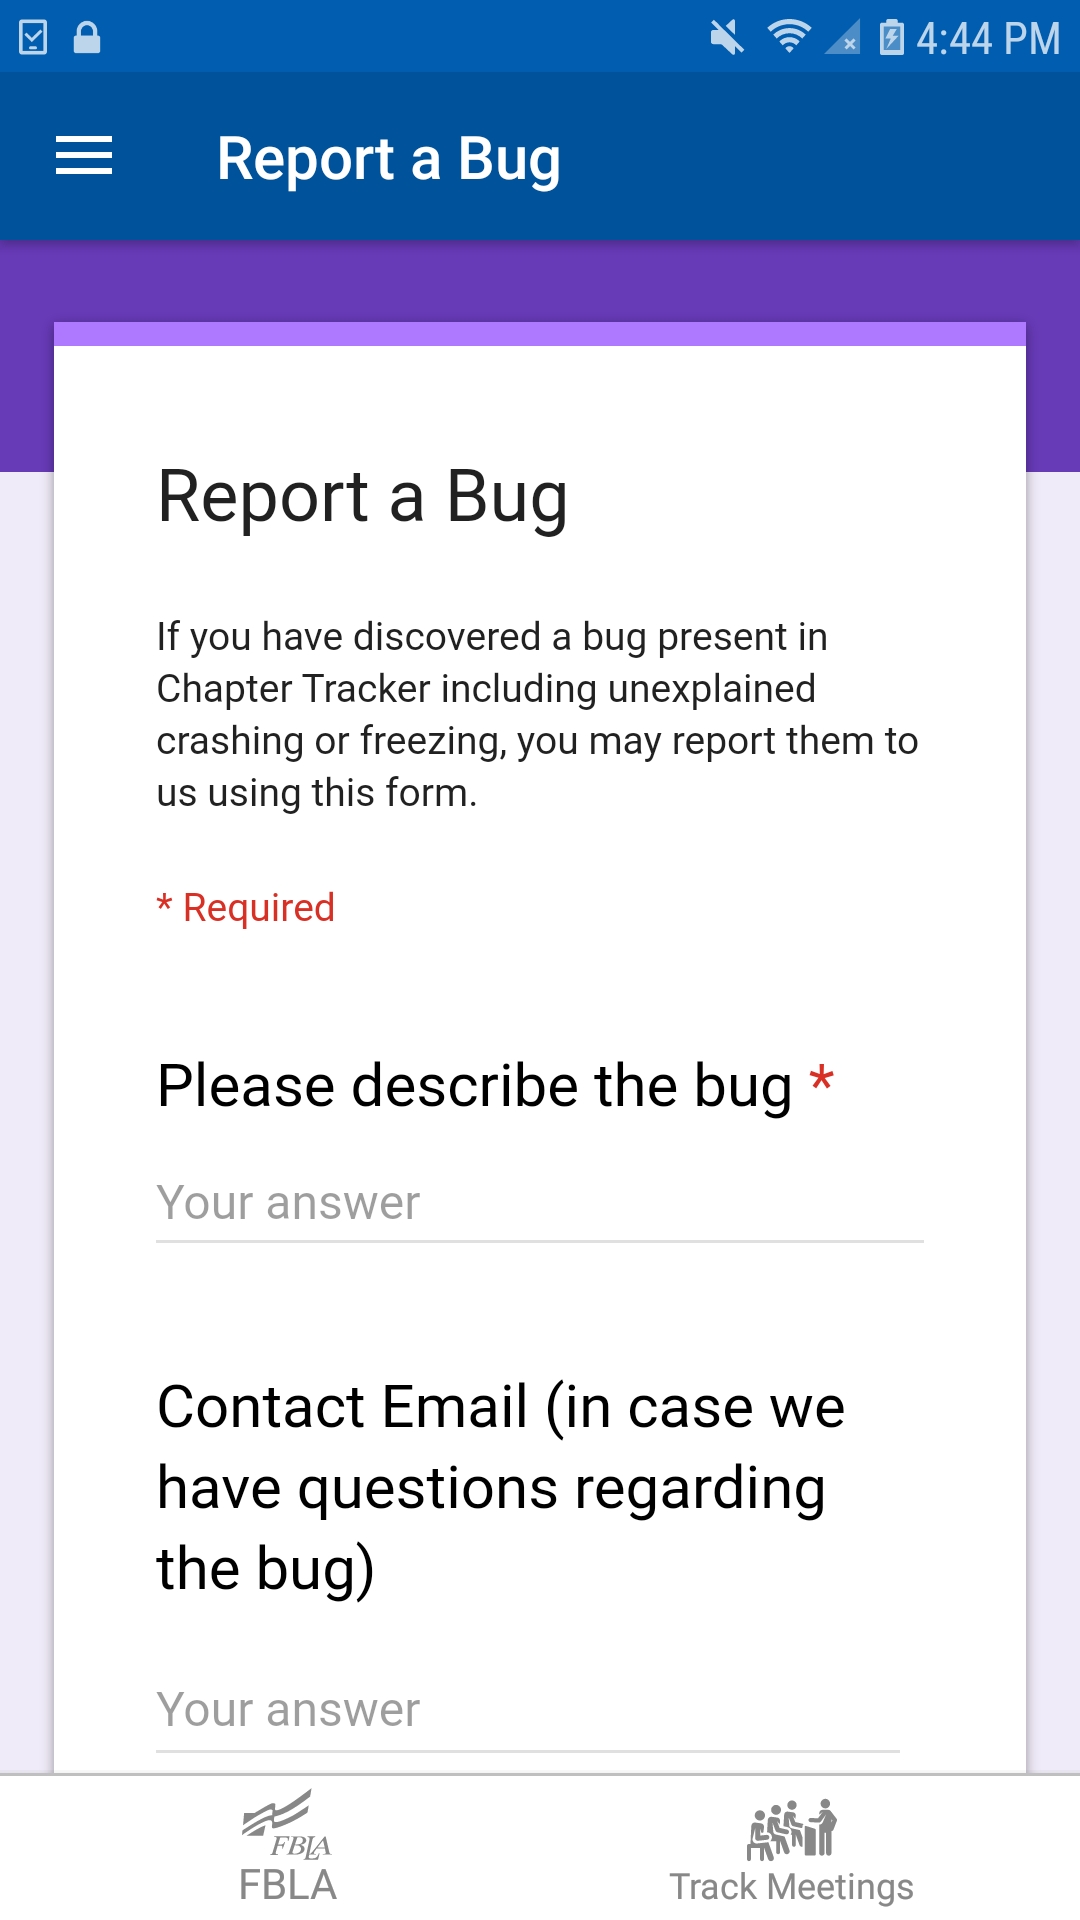 4:44 PM
Report a Bug
Report a Bug
If you have discovered a bug present in
Chapter Tracker including unexplained
crashing or freezing, you may report them to
us using this form.
* Required
Please describe the bug *
Your answer
Contact Email (in case we
have questions regarding
the bug)
Your answer
FBLA
FBLA
Track Meetings